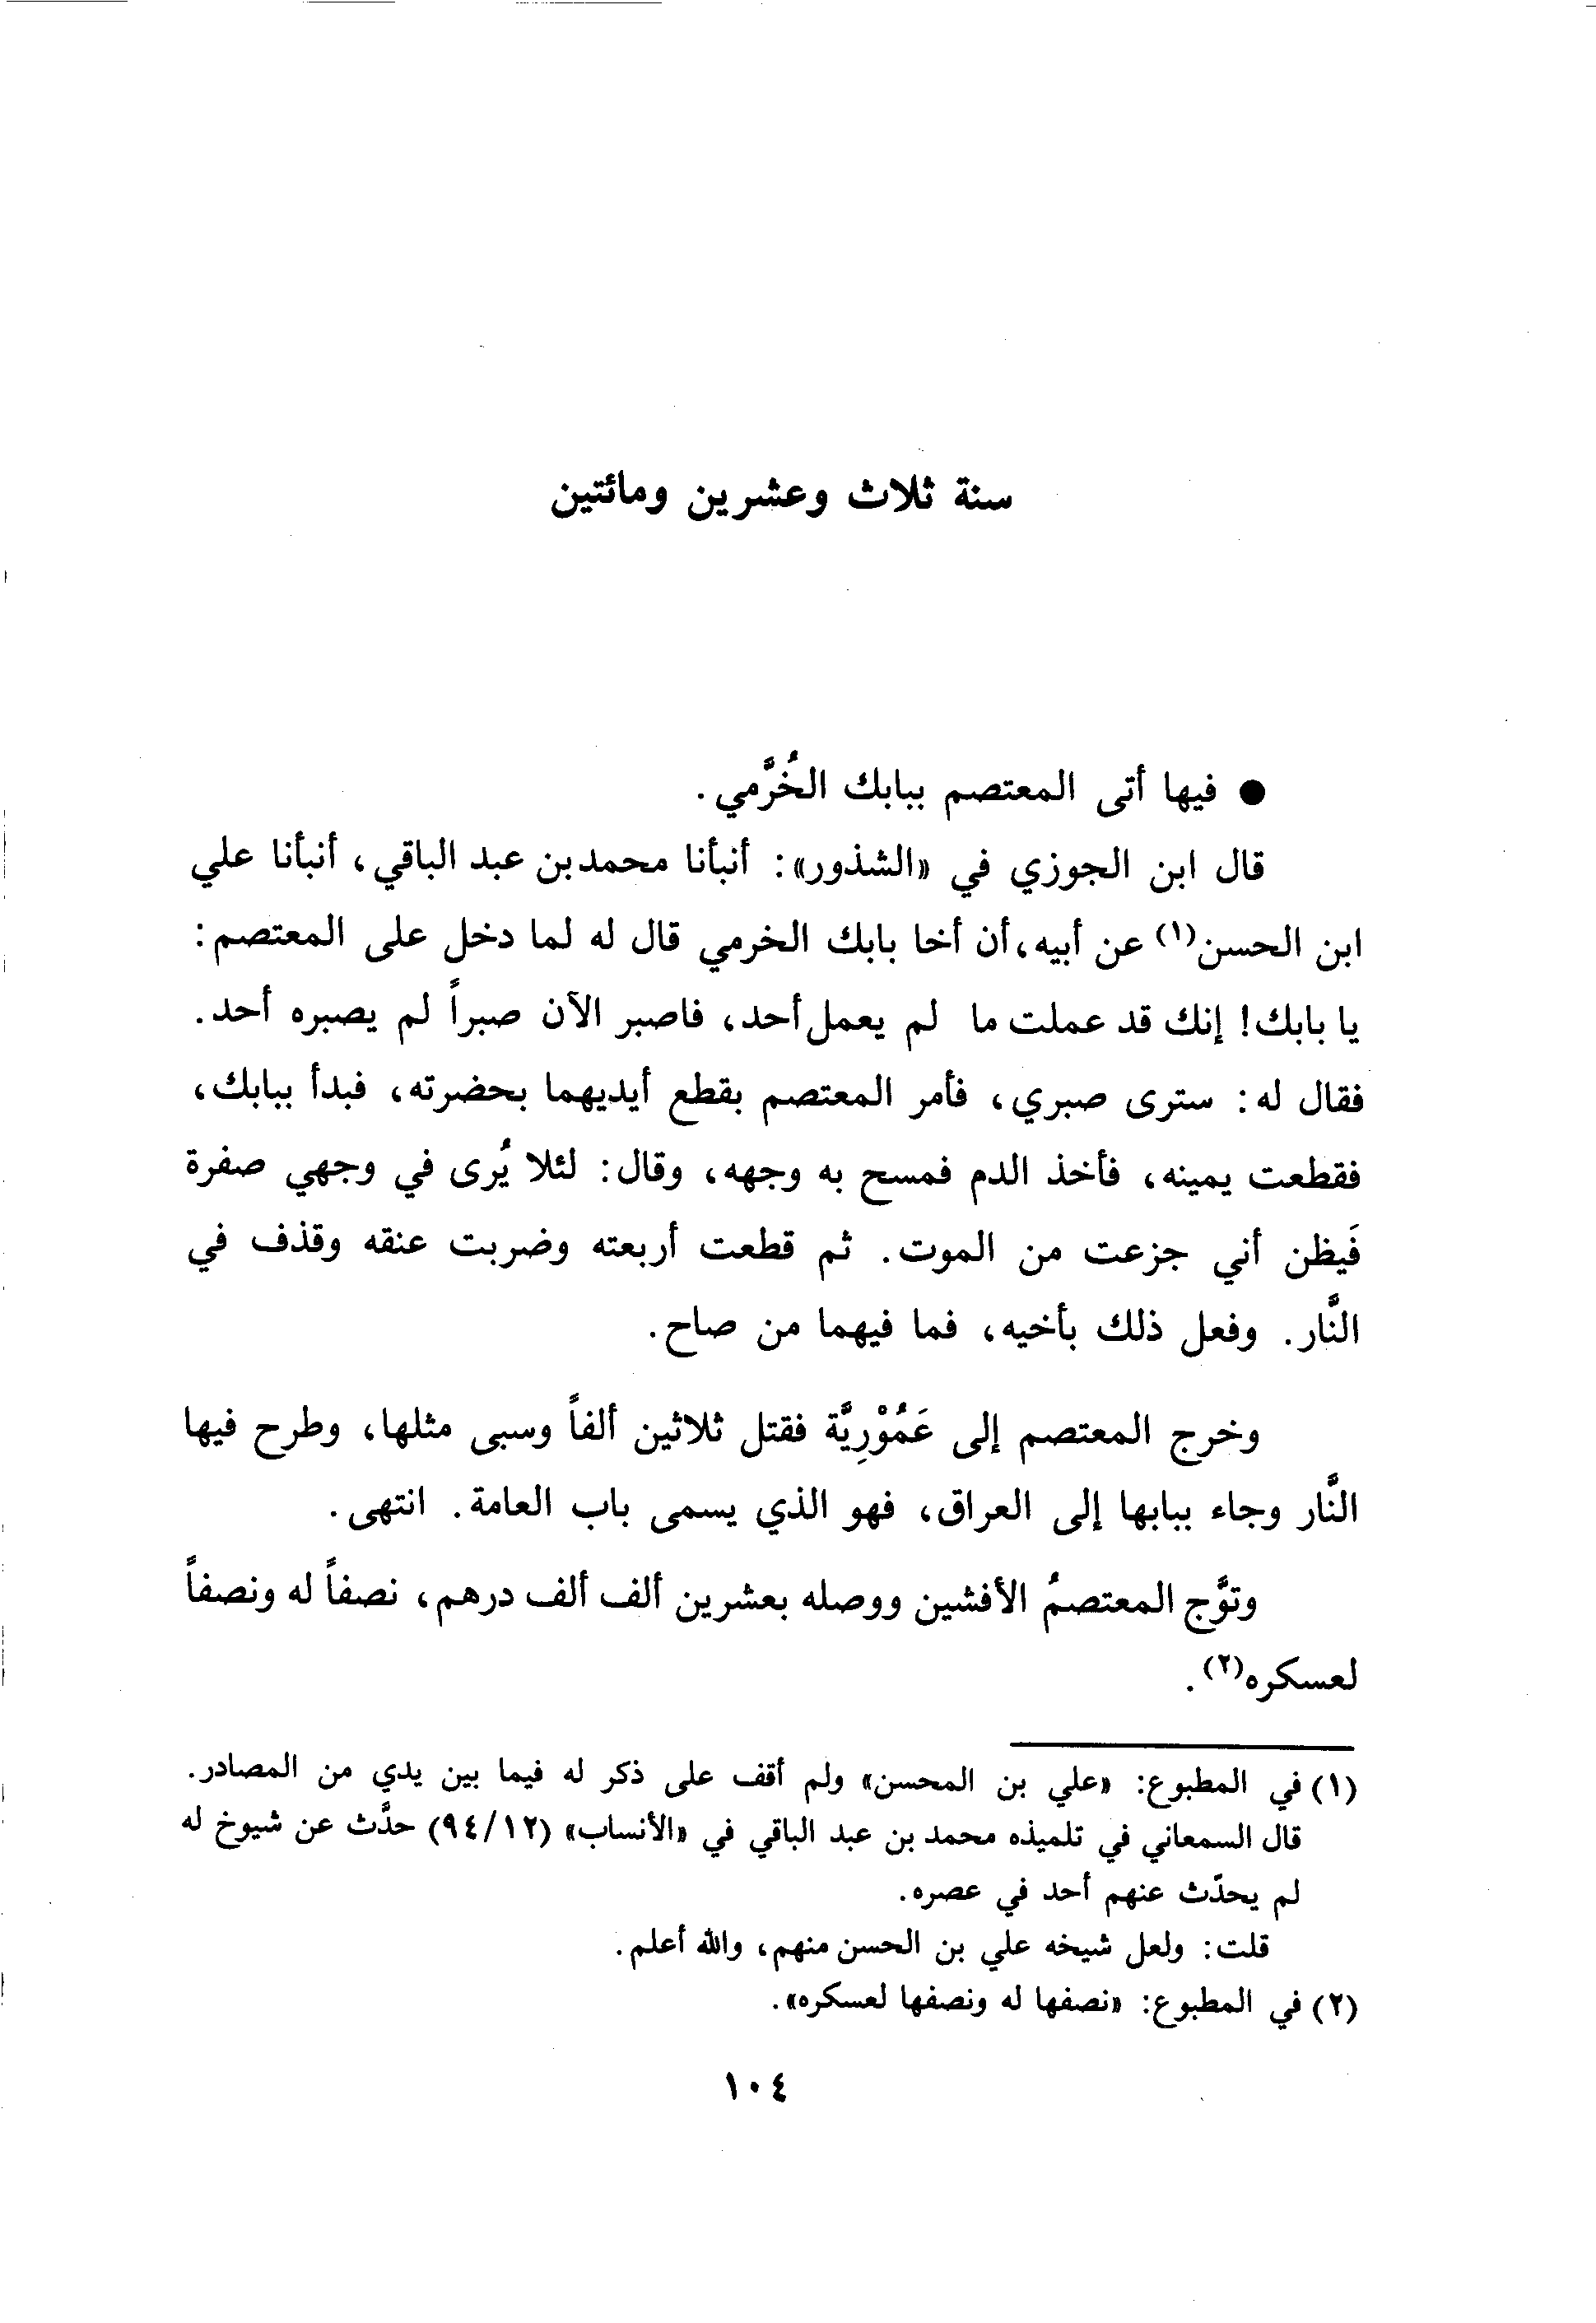 سنة ثلاث وعشرين ومائتين
● فيها أتى المعتصم ببابك الخُرَّمي.
قال ابن الجوزي في «الشذور»: أنبأنا محمد بن عبد الباقي، أنبأنا علي
ابن الحسن(١) عن أبيه، أن أخا بابك الخرمي قال له لما دخل على المعتصم:
يا بابك! إنك قد عملت ما لم يعمل أحد، فاصبر الآن صبراً لم يصبره أحد.
فقال له: سترى صبري، فأمر المعتصم بقطع أيديهما بحضرته، فبدأ ببابك،
فقطعت يمينه، فأخذ الدم فمسح به وجهه، وقال: لئلا يُرى في وجهي صفرة
فَيظن أني جزعت من الموت. ثم قطعت أربعته وضربت عنقه وقذف في
النَّار. وفعل ذلك بأخيه، فما فيهما من صاح.
وخرج المعتصم إلى عَمُوْرِيَّة فقتل ثلاثين ألفاً وسبى مثلها، وطرح فيها
النَّار وجاء ببابها إلى العراق، فهو الذي يسمى باب العامة. انتهى.
وتوَّج المعتصمُ الأفشين ووصله بعشرين ألف ألف درهم، نصفاً له ونصفاً
لعسكره(٢).
(١) في المطبوع: «علي بن المحسن» ولم أقف على ذكر له فيما بين يدي من المصادر.
قال السمعاني في تلميذه محمد بن عبد الباقي في «الأنساب» (٩٤/١٢) حدَّث عن شيوخ له
لم يحدّث عنهم أحد في عصره.
قلت: ولعل شيخه علي بن الحسن منهم، والله أعلم.
(٢) في المطبوع: «نصفها له ونصفها لعسكره».
١٠٤